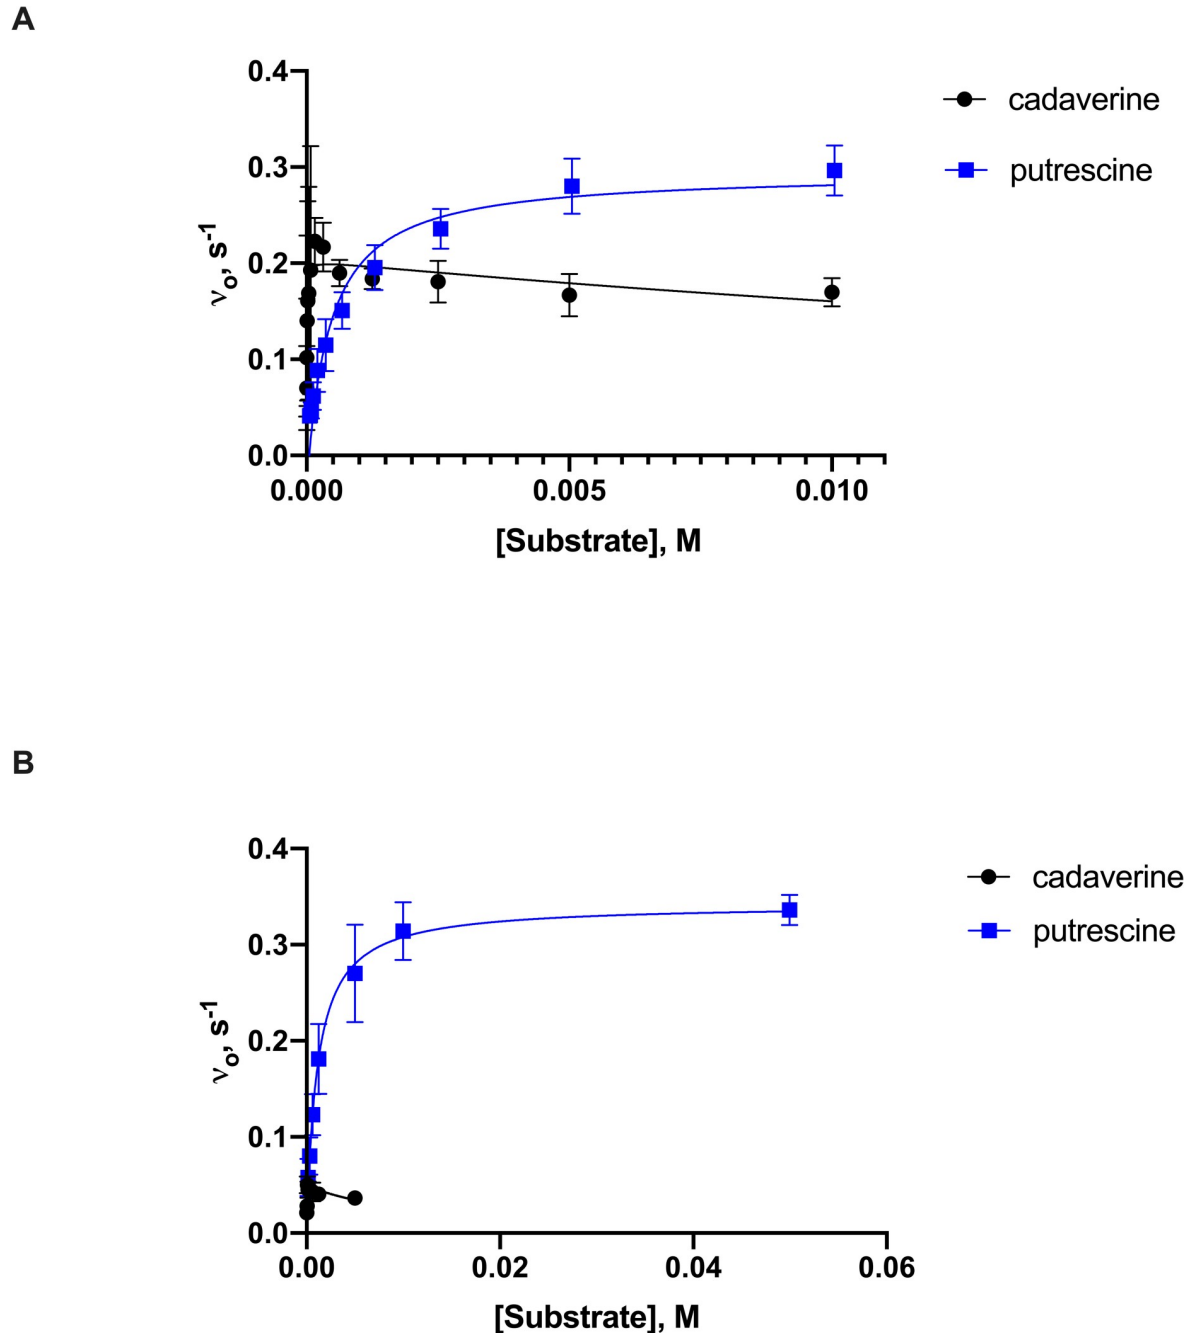 A
0.4
0.3
0.2
0.1
0.0
νo, s-1
0.000 0.005 0.010
[Substrate], M
cadaverine
putrescine
B
0.4
0.3
0.2
0.1
0.0
νo, s-1
0.00 0.02 0.04 0.06
[Substrate], M
cadaverine
putrescine